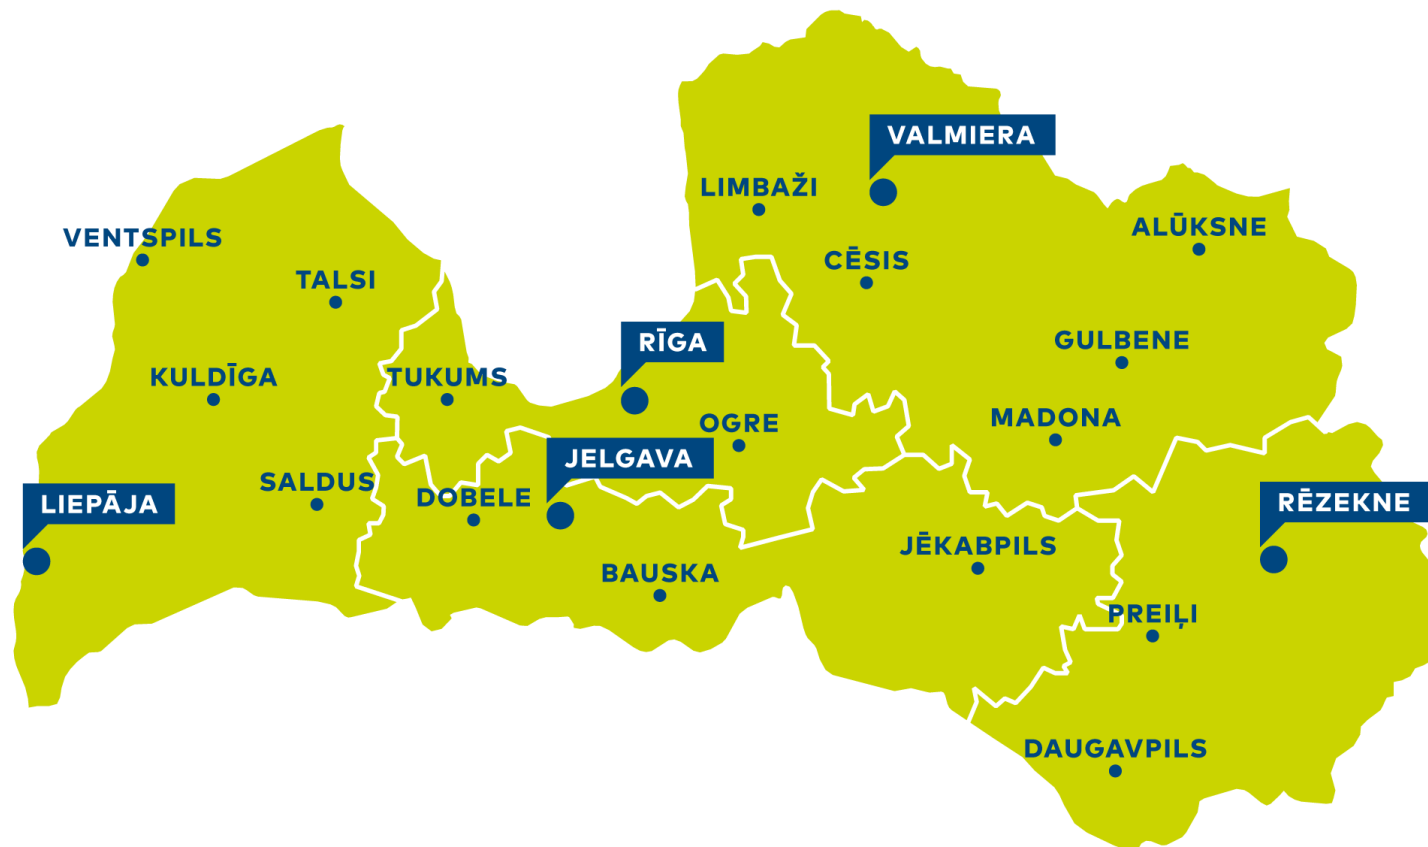 VALMIERA
LIMBAŽI
ALŪKSNE
VENTSPILS
CĒSIS
TALSI
RĪGA
GULBENE
KULDĪGA
TUKUMS
MADONA
OGRE
JELGAVA
SALDUS
DOBELE
LIEPĀJA
RĒZEKNE
JĒKABPILS
BAUSKA
PREIĻI
DAUGAVPILS